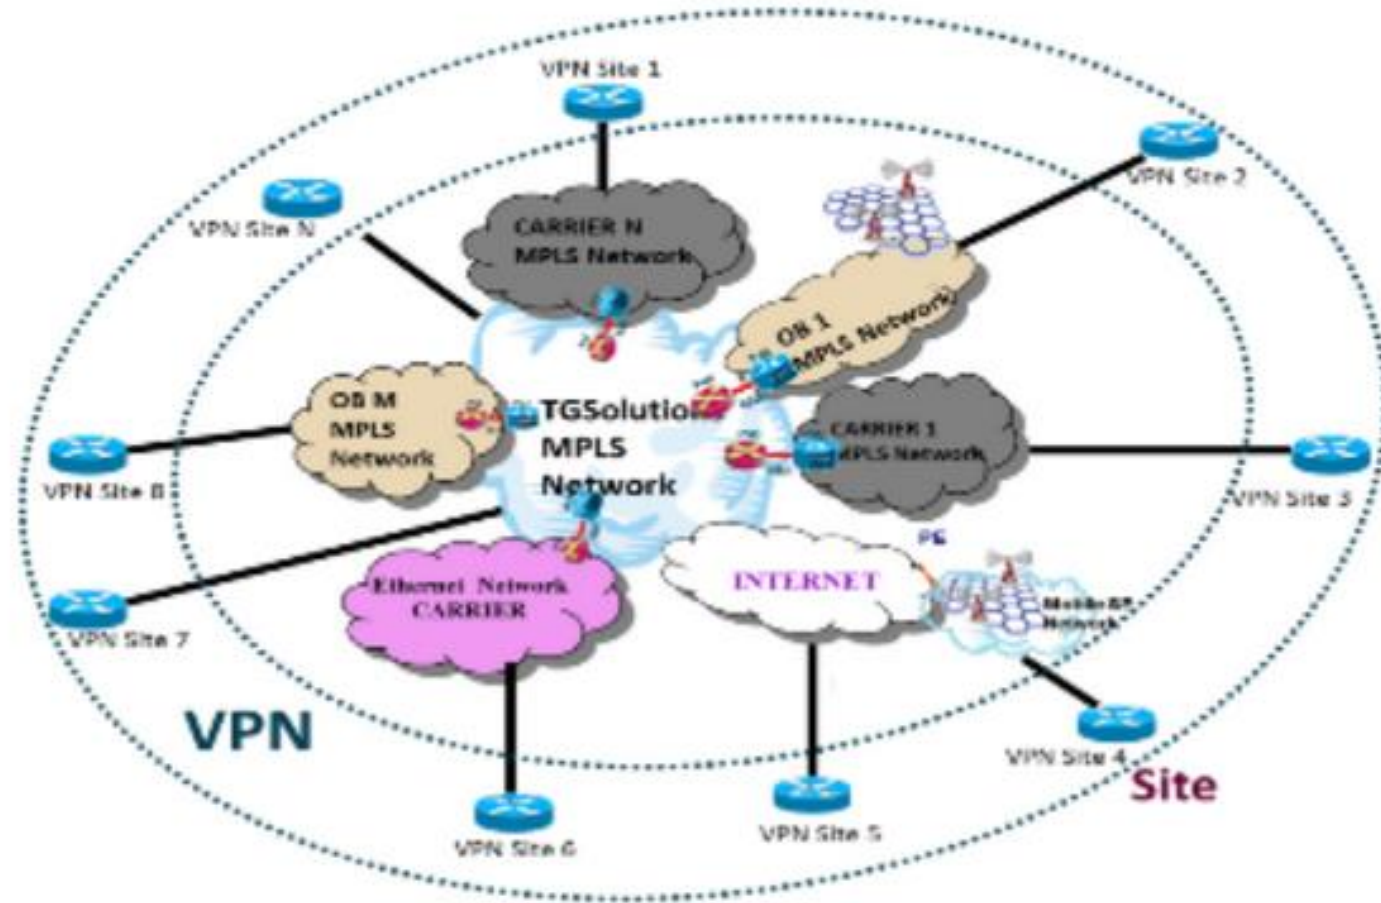 VPN Site 1
VPN Site 2
VPN Site N
CARRIER N
MPLS Network
OB 1
MPLS Network
TGSolutions
MPLS
Network
OB M
MPLS
Network
CARRIER 1
MPLS Network
VPN Site 8
VPN Site 3
PE
INTERNET
Ethernet Network
CARRIER
Network
VPN Site 7
VPN
VPN Site 4
Site
VPN Site 5
VPN Site 6